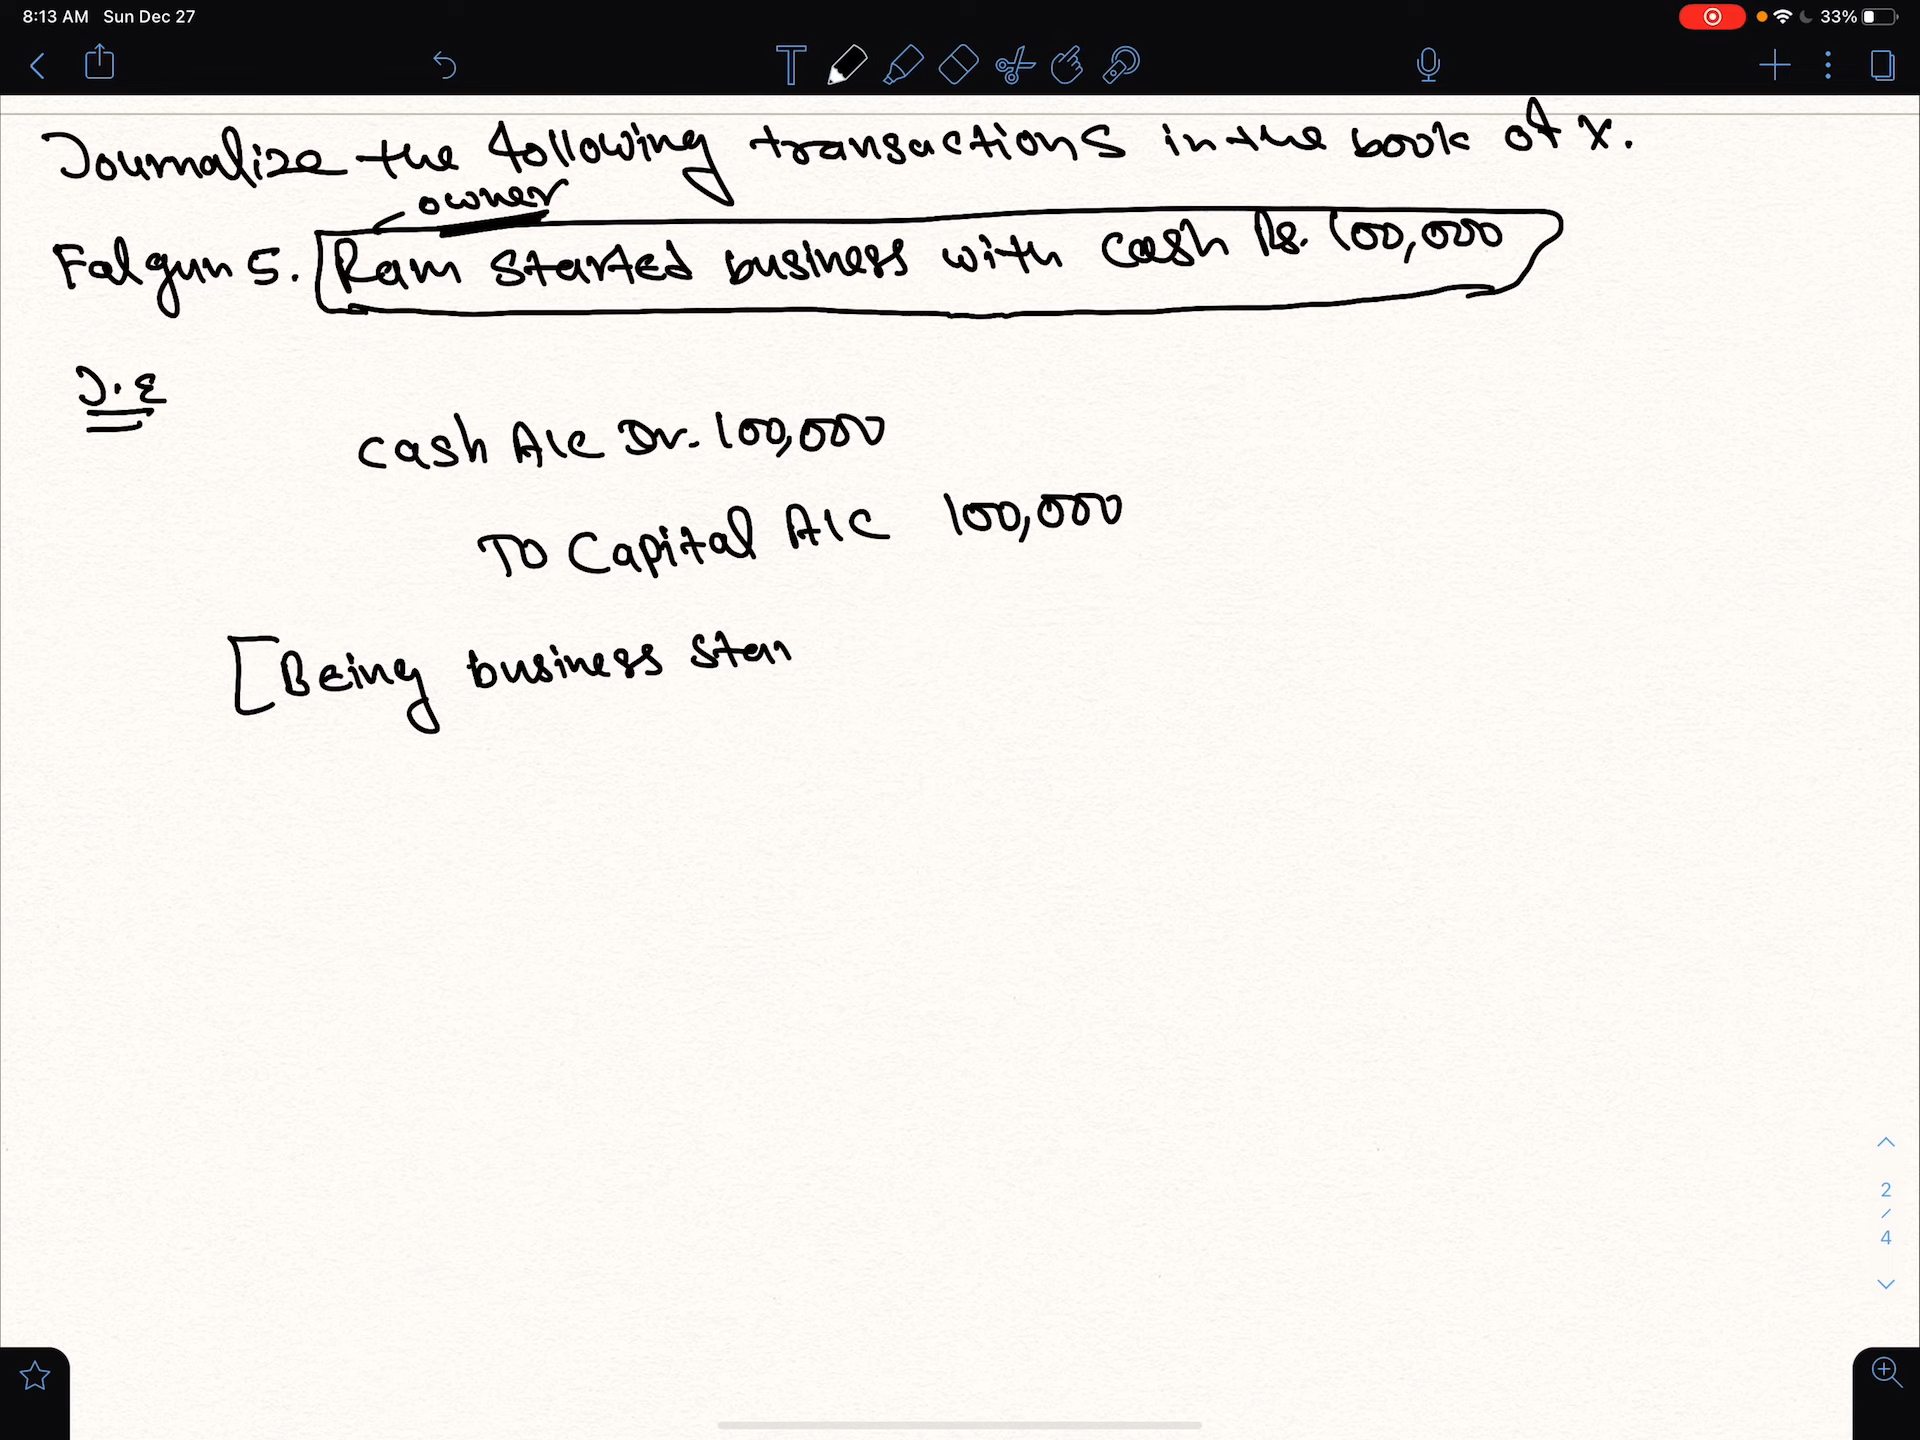 8:13 AM Sun Dec 27
33%
T
Journalize the following transactions in the book of X.
owner
Falgun 5. Ram started business with cash Rs. 100,000
J.E
Cash A/C Dr. 100,000
TO Capital A/C 100,000
[Being business star
2
/
4